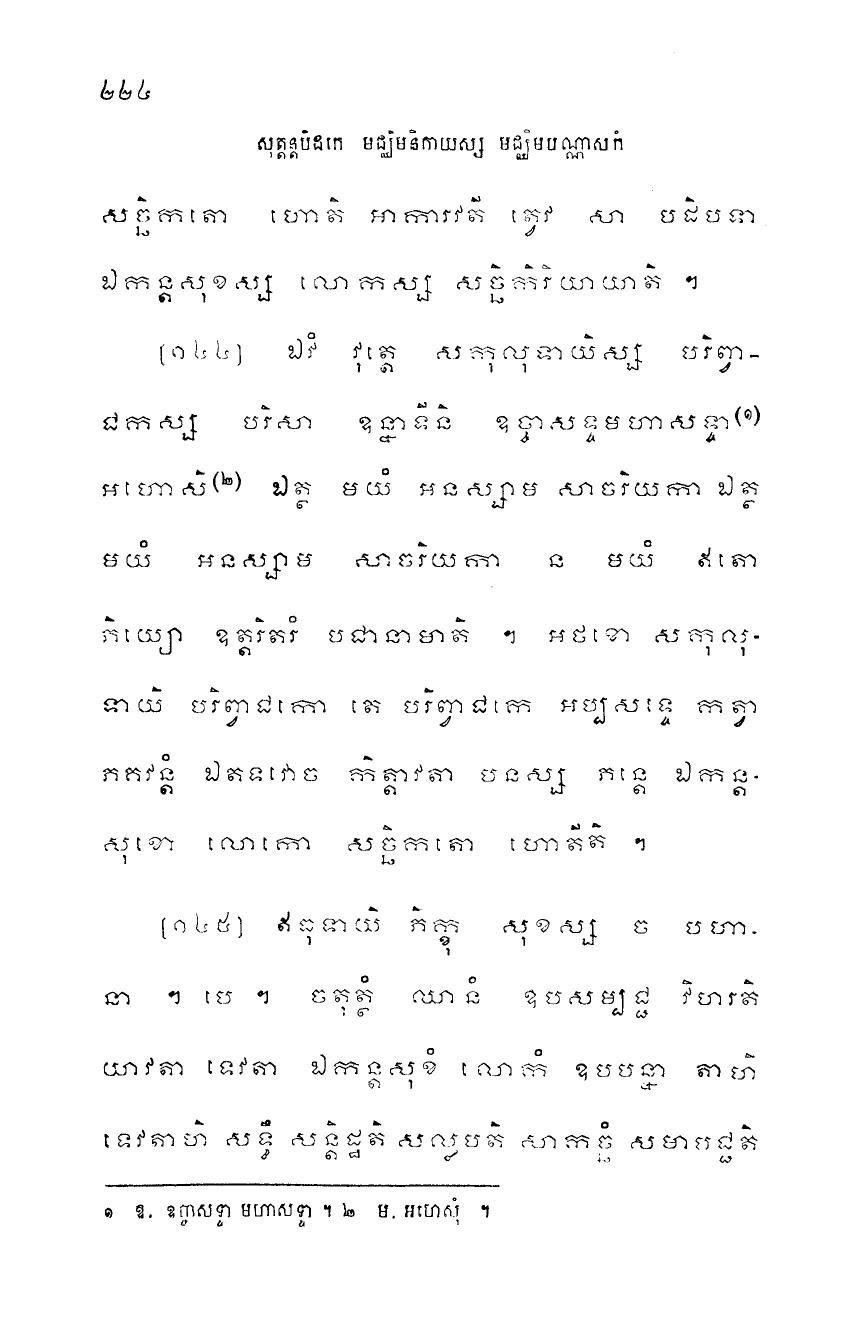 ២២៤
សុត្តន្តបិដកេ មជ្ឈិមនិកាយស្ស មជ្ឈិមបណ្ណាសកំ
សច្ឆិកតោ ហោតិ អាការវតី ត្វេវ សា បដិបទា
ឯកន្តសុខស្ស លោកស្ស សច្ឆិកិរិយាយាតិ ។
[១៤៤] ឯវំ វុត្តេ សកុលុទាយិស្ស បរិព្វា-
ជកស្ស បរិសា ឧន្នាទិនី ឧច្ចាសទ្ទមហាសទ្ទា(១)
អហោសិ(២) ឯត្ថ មយំ អនស្សាម សាចរិយកា ឯត្ថ
មយំ អនស្សាម សាចរិយកា ន មយំ ឥតោ
ភិយ្យោ ឧត្តរិតរំ បជានាមាតិ ។ អថខោ សកុលុ-
ទាយិ បរិព្វាជកោ តេ បរិព្វាជកេ អប្បសទ្ទេ កត្វា
ភគវន្តំ ឯតទវោច កិត្តាវតា បនស្ស ភន្តេ ឯកន្ត-
សុខោ លោកោ សច្ឆិកតោ ហោតីតិ ។
[១៤៥] ឥធុទាយិ ភិក្ខុ សុខស្ស ច បហា-
នា ។ បេ ។ ចតុត្ថំ ឈានំ ឧបសម្បជ្ជ វិហរតិ
យាវតា ទេវតា ឯកន្តសុខំ លោកំ ឧបបន្នា តាហិ
ទេវតាហិ សទ្ធឹ សន្តិដ្ឋតិ សល្លបតិ សាកច្ឆំ សមាបជ្ជតិ
១ ឱ. ឧច្ចាសទ្ទា មហាសទ្ទា ។ ២ ម. អហេសុំ ។